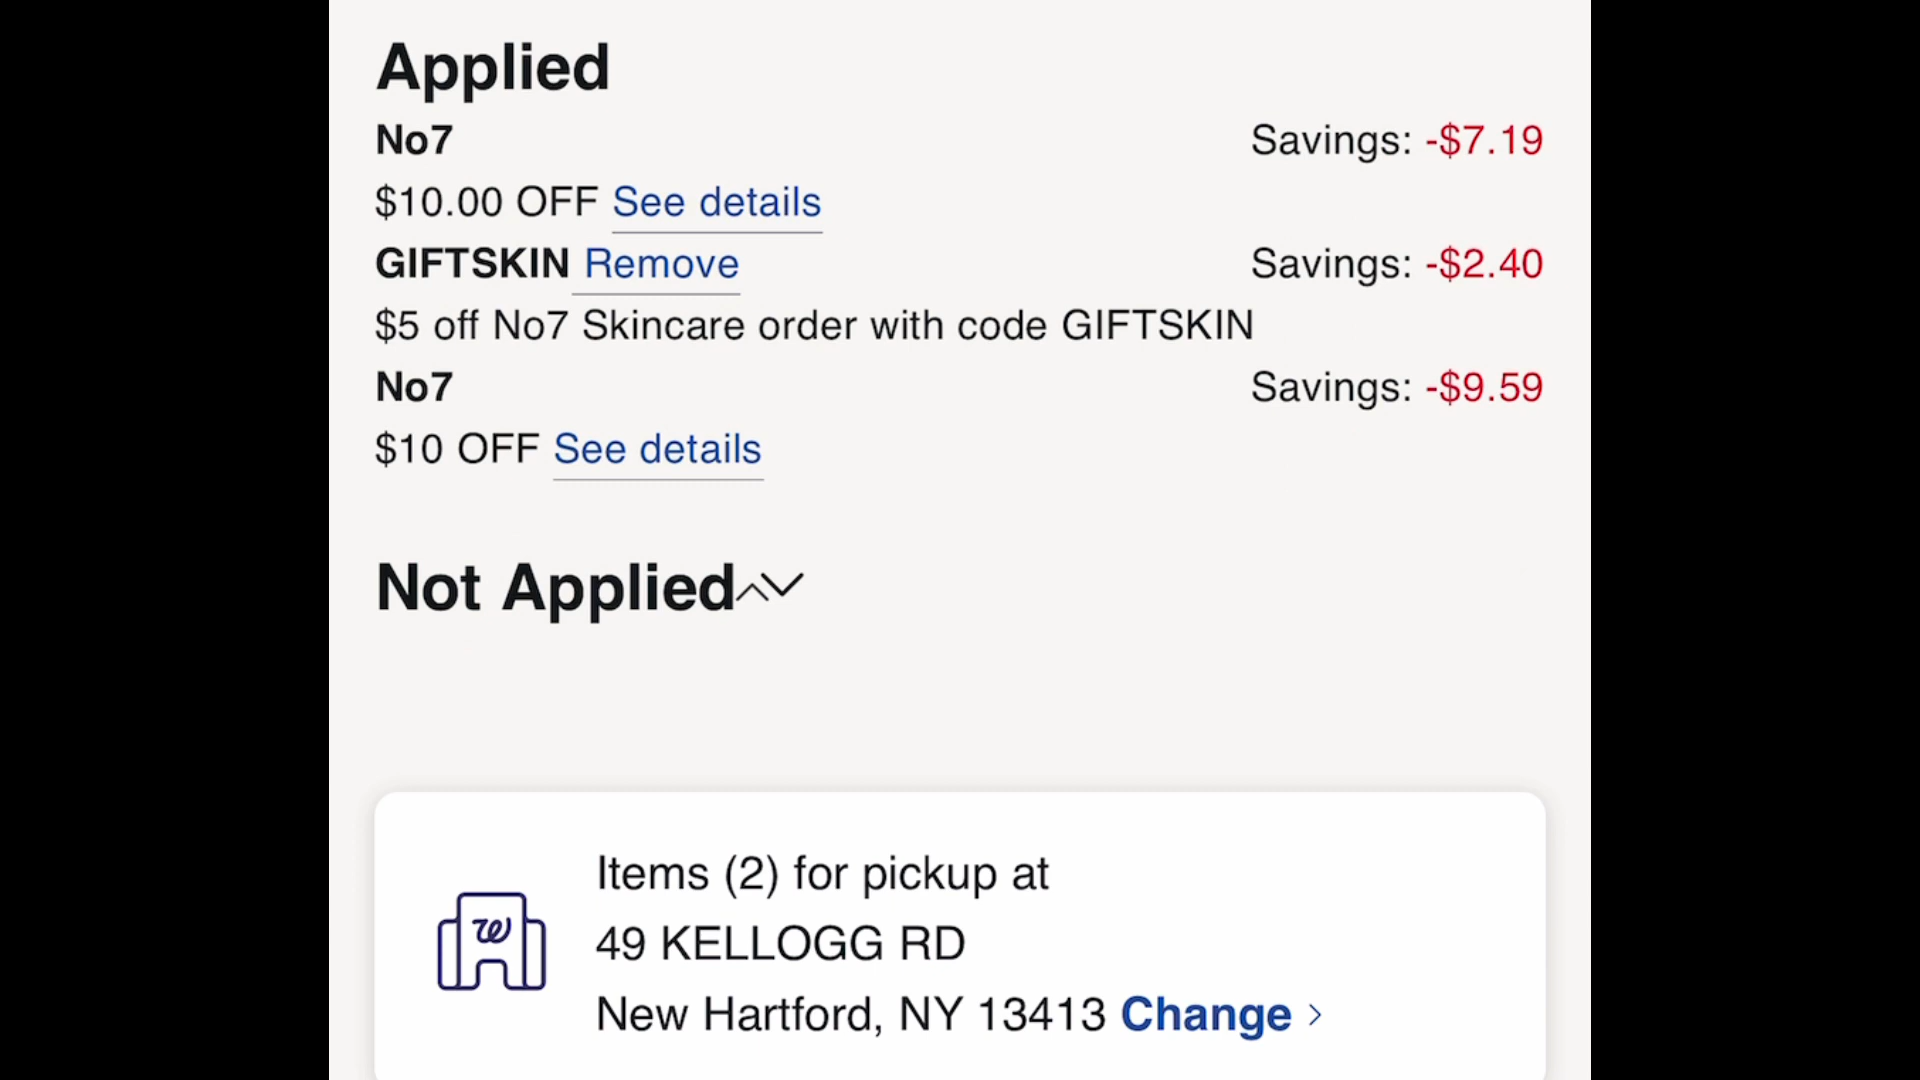 Applied
No7 Savings: -$7.19
$10.00 OFF See details
GIFTSKIN Remove Savings: -$2.40
$5 off No7 Skincare order with code GIFTSKIN
No7 Savings: -$9.59
$10 OFF See details
Not Applied
Items (2) for pickup at
49 KELLOGG RD
New Hartford, NY 13413 Change >